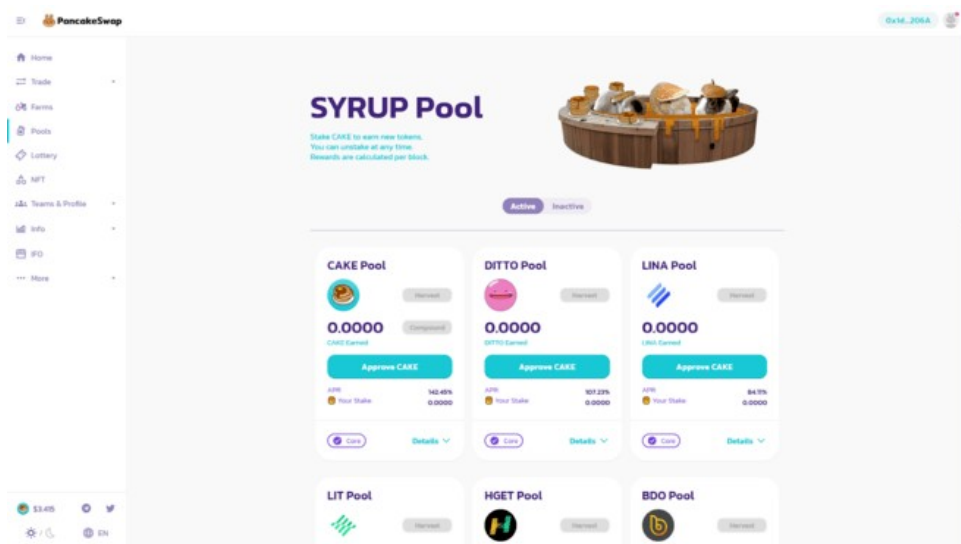 PancakeSwap
0x1d...206A
Home
Trade
Farms
Pools
Lottery
NFT
Teams & Profile
Info
IFO
More
SYRUP Pool
Stake CAKE to earn new tokens.
You can unstake at any time.
Rewards are calculated per block.
Active Inactive
CAKE Pool
Harvest
0.0000 Compound
CAKE Earned
Approve CAKE
APR: 142.45%
Your Stake: 0.0000
Core Details
DITTO Pool
Harvest
0.0000
DITTO Earned
Approve CAKE
APR: 107.23%
Your Stake: 0.0000
Core Details
LINA Pool
Harvest
0.0000
LINA Earned
Approve CAKE
APR: 84.11%
Your Stake: 0.0000
Core Details
LIT Pool
Harvest
HGET Pool
Harvest
BDO Pool
Harvest
$3.415
EN